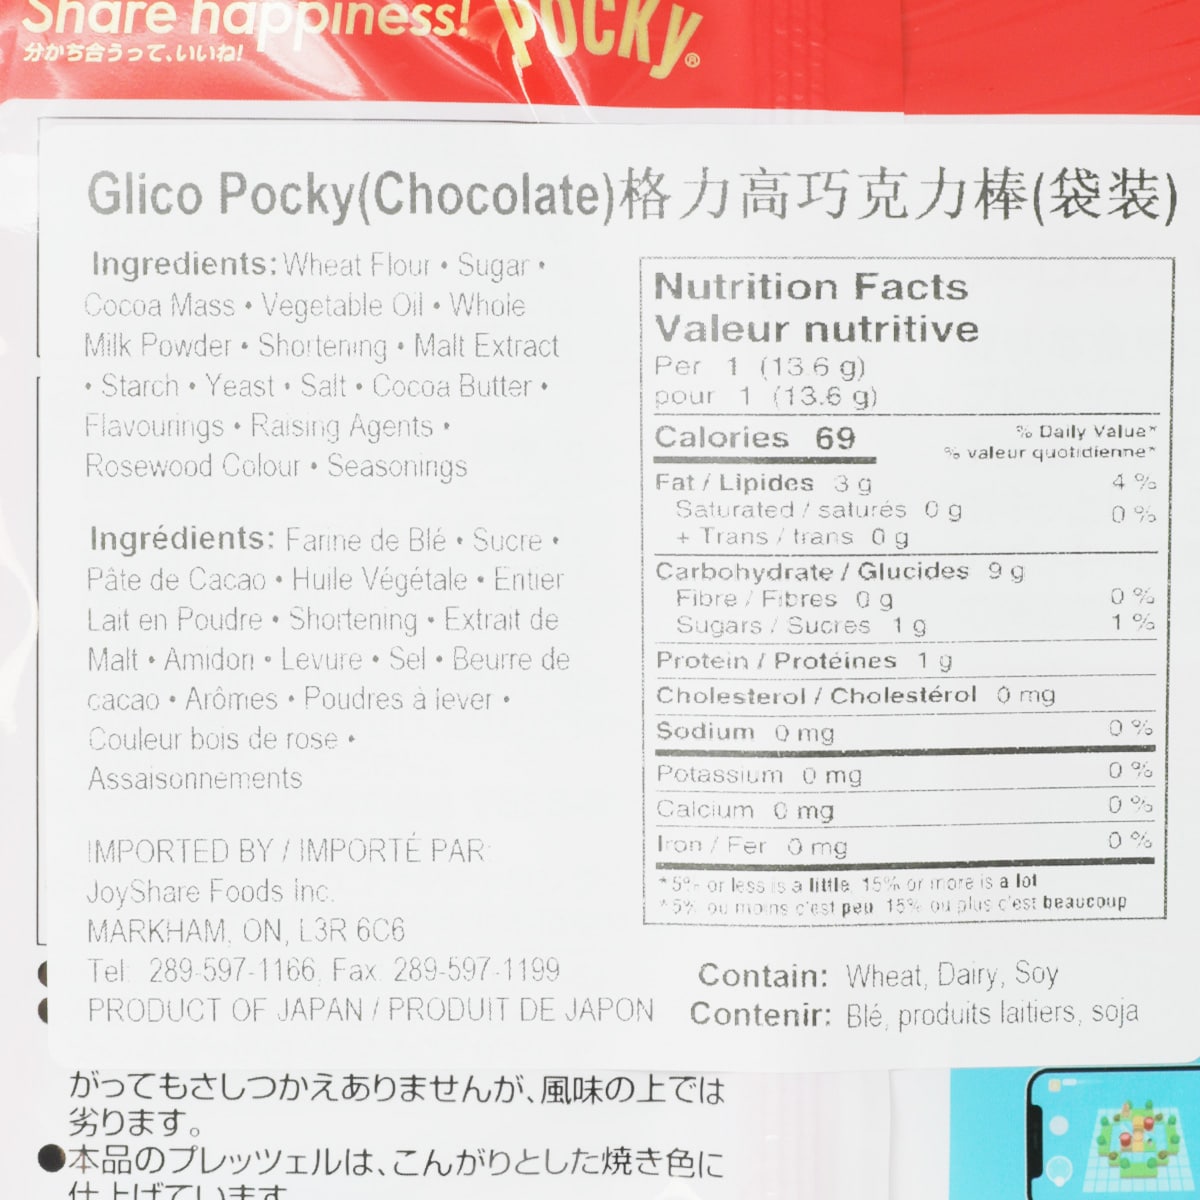 Share happiness!
分かち合うって、いいね!
Pocky®
Glico Pocky(Chocolate)格力高巧克力棒(袋装)
Ingredients: Wheat Flour • Sugar •
Cocoa Mass • Vegetable Oil • Whole
Milk Powder • Shortening • Malt Extract
• Starch • Yeast • Salt • Cocoa Butter •
Flavourings • Raising Agents •
Rosewood Colour • Seasonings
Ingrédients: Farine de Blé • Sucre •
Pâte de Cacao • Huile Végétale • Entier
Lait en Poudre • Shortening • Extrait de
Malt • Amidon • Levure • Sel • Beurre de
cacao • Arômes • Poudres à lever •
Couleur bois de rose •
Assaisonnements
IMPORTED BY / IMPORTÉ PAR:
JoyShare Foods Inc.
MARKHAM, ON, L3R 6C6
Tel: 289-597-1166, Fax: 289-597-1199
PRODUCT OF JAPAN / PRODUIT DE JAPON
Nutrition Facts
Valeur nutritive
Per 1 (13.6 g)
pour 1 (13.6 g)
Calories 69
% Daily Value*
% valeur quotidienne*
Fat / Lipides 3 g 4 %
Saturated / saturés 0 g 0 %
+ Trans / trans 0 g
Carbohydrate / Glucides 9 g
Fibre / Fibres 0 g 0 %
Sugars / Sucres 1 g 1 %
Protein / Protéines 1 g
Cholesterol / Cholestérol 0 mg
Sodium 0 mg 0 %
Potassium 0 mg 0 %
Calcium 0 mg 0 %
Iron / Fer 0 mg 0 %
*5% or less is a little 15% or more is a lot
*5% ou moins c'est peu 15% ou plus c'est beaucoup
Contain: Wheat, Dairy, Soy
Contenir: Blé, produits laitiers, soja
がってもさしつかえありませんが、風味の上では
劣ります。
●本品のプレッツェルは、こんがりとした焼き色に
仕上げています